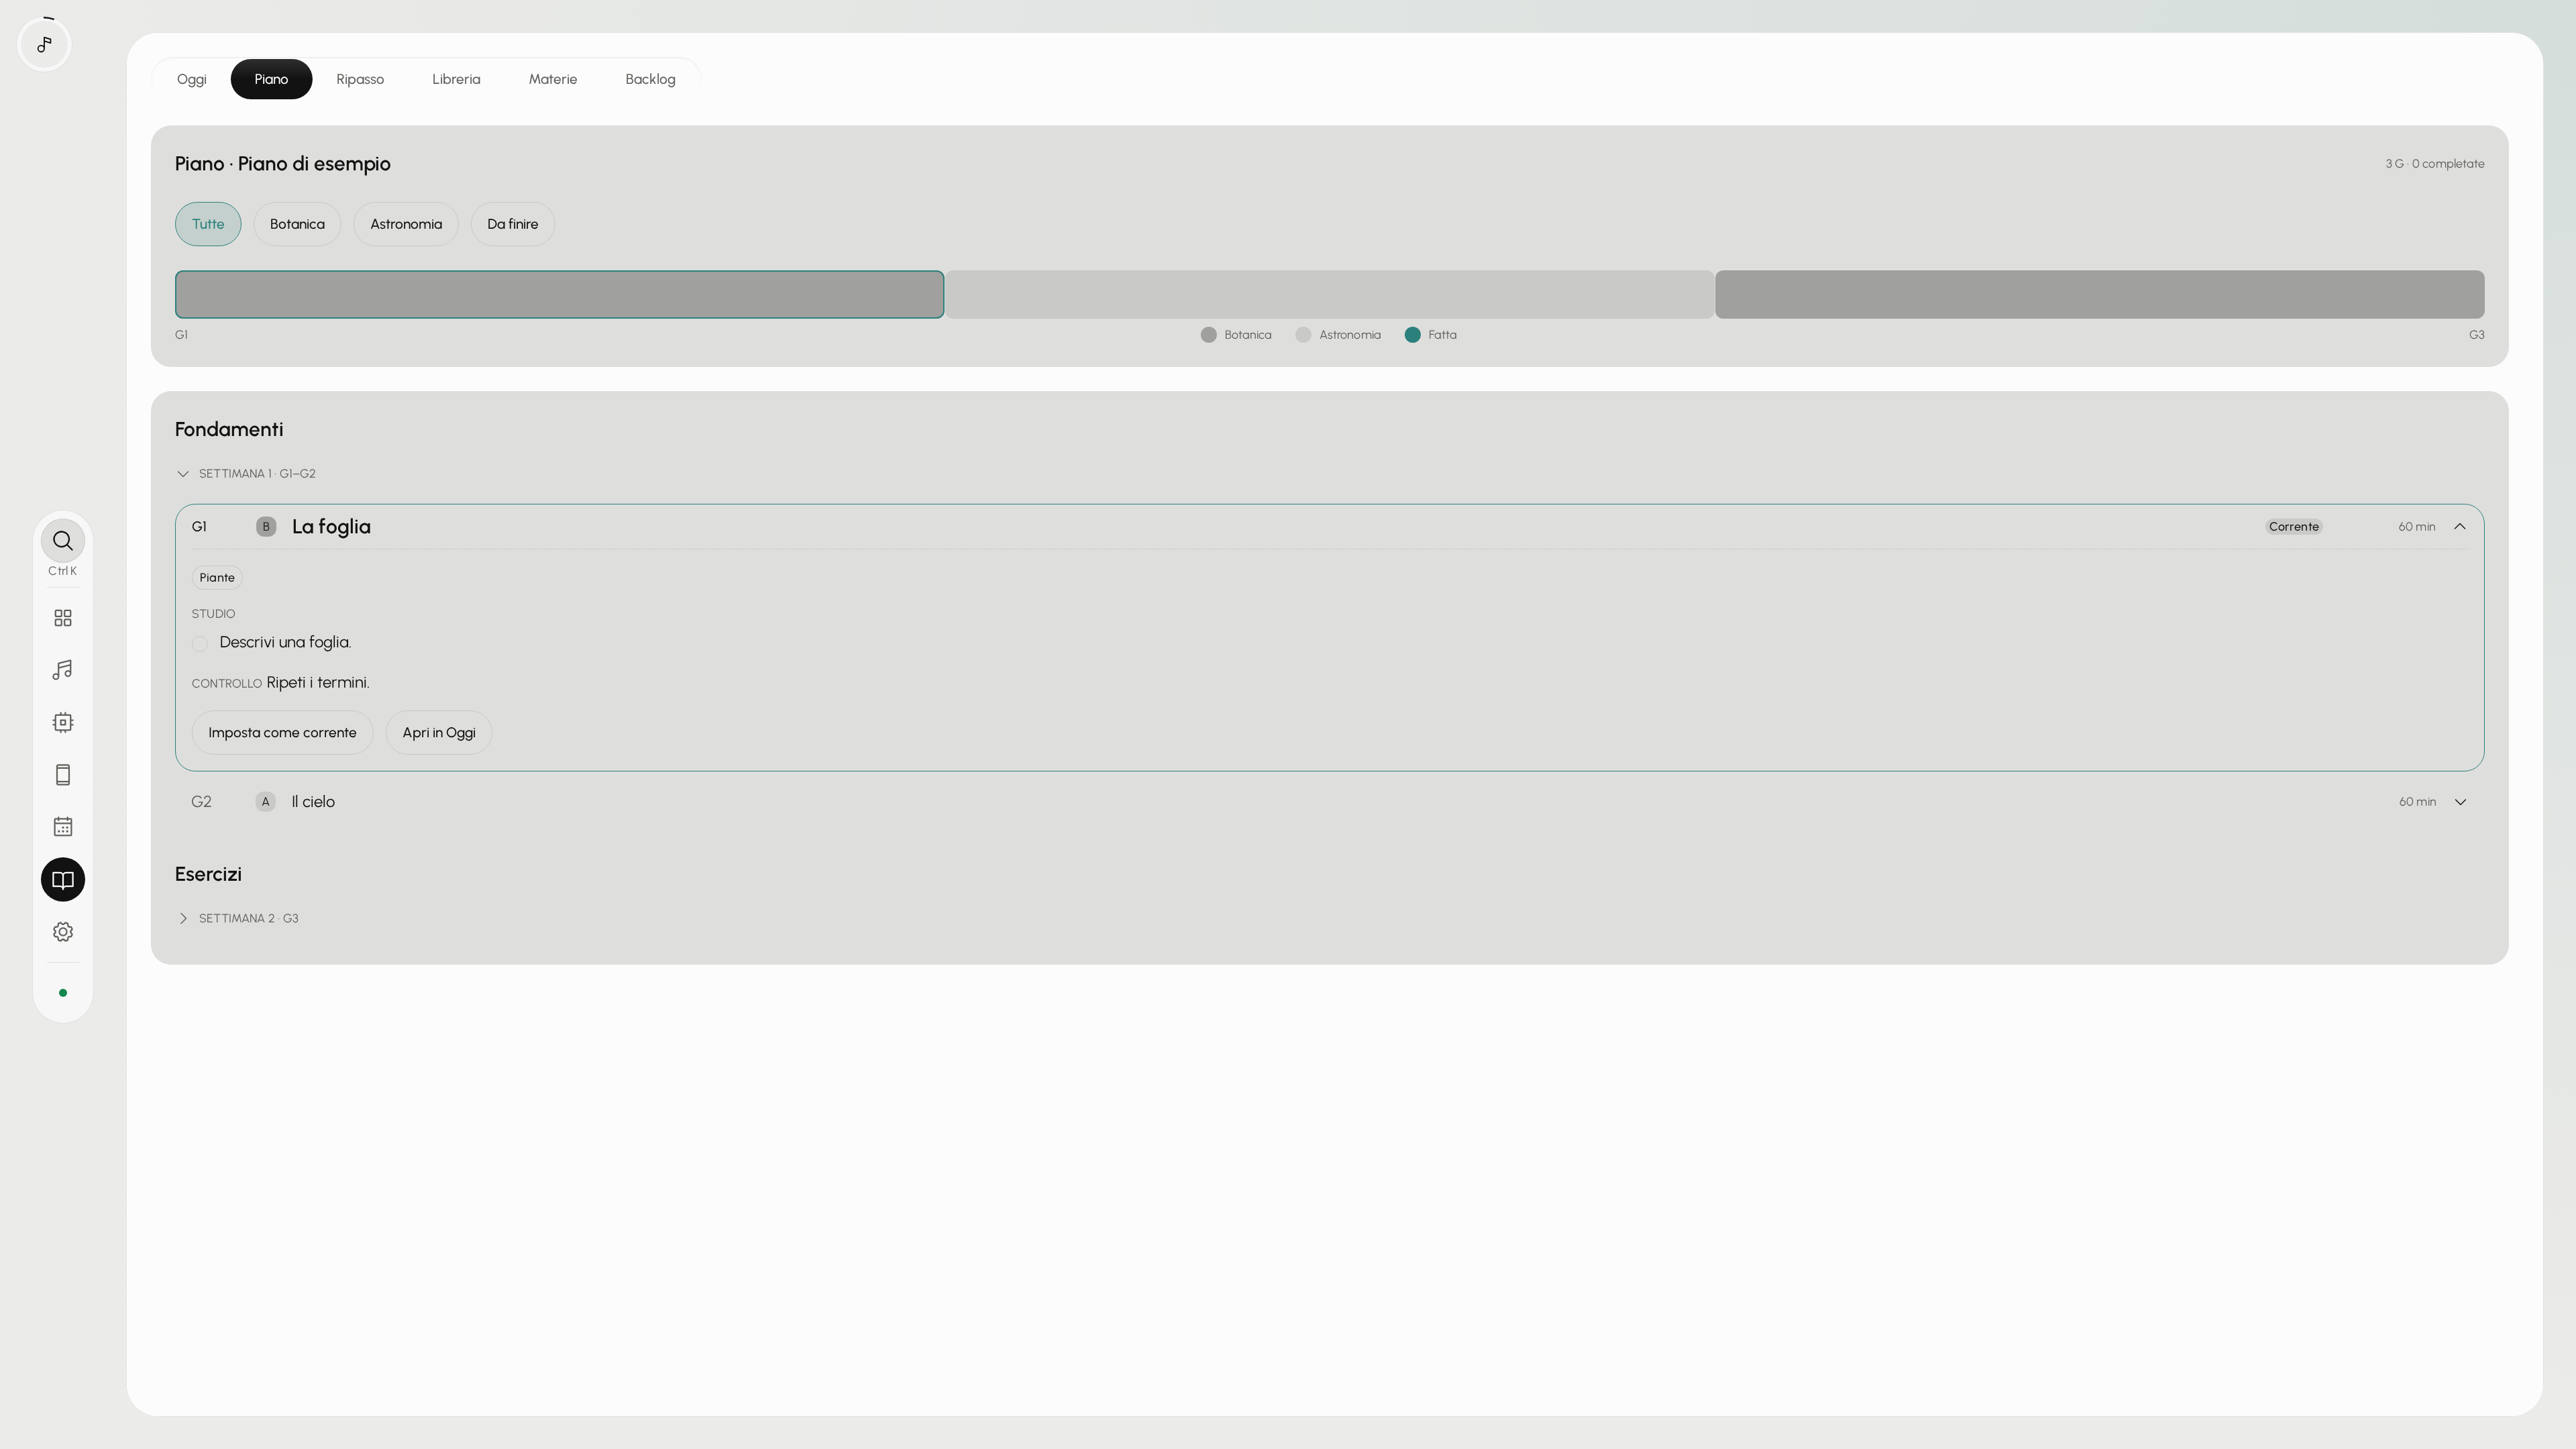 Oggi Piano Ripasso Libreria Materie Backlog
Piano · Piano di esempio 3 G · 0 completate
Tutte Botanica Astronomia Da finire
G1 Botanica Astronomia Fatta G3
Fondamenti
SETTIMANA 1 · G1–G2
G1 B La foglia Corrente 60 min
Ctrl K
Piante
STUDIO
Descrivi una foglia.
CONTROLLO Ripeti i termini.
Imposta come corrente Apri in Oggi
G2 A Il cielo 60 min
Esercizi
SETTIMANA 2 · G3